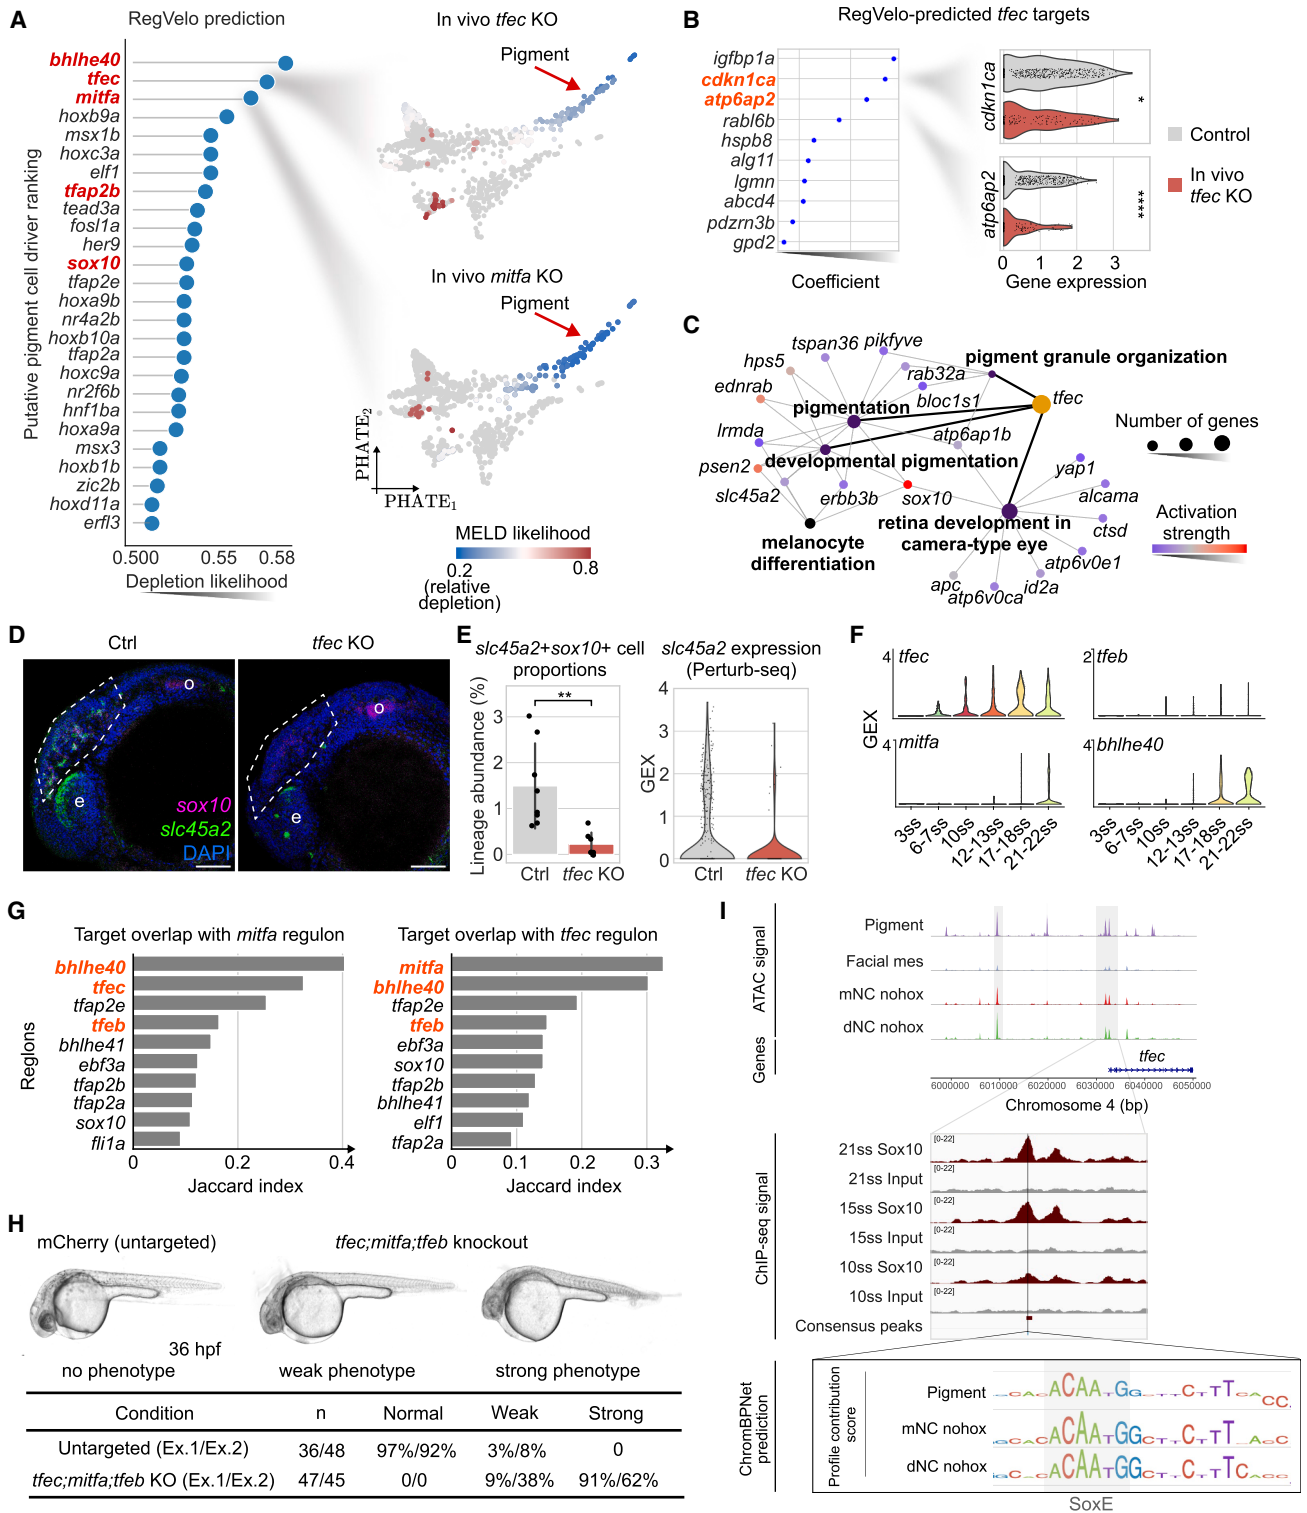 A
RegVelo prediction
Putative pigment cell driver ranking
bhlhe40
tfec
mitfa
hoxb9a
msx1b
hoxc3a
elf1
tfap2b
tead3a
fosl1a
her9
sox10
tfap2e
hoxa9b
nr4a2b
hoxb10a
tfap2a
hoxc9a
nr2f6b
hnf1ba
hoxa9a
msx3
hoxb1b
zic2b
hoxd11a
erfl3
0.500
0.55
0.58
Depletion likelihood
In vivo tfec KO
Pigment
In vivo mitfa KO
Pigment
PHATE2
PHATE1
MELD likelihood
0.2
0.8
(relative
depletion)
B
RegVelo-predicted tfec targets
igfbp1a
cdkn1ca
atp6ap2
rabl6b
hspb8
alg11
lgmn
abcd4
pdzrn3b
gpd2
Coefficient
cdkn1ca
*
atp6ap2
****
0
1
2
3
Gene expression
Control
In vivo
tfec KO
C
tspan36
pikfyve
hps5
rab32a
pigment granule organization
ednrab
bloc1s1
tfec
pigmentation
lrmda
atp6ap1b
psen2
developmental pigmentation
yap1
slc45a2
erbb3b
sox10
alcama
retina development in
camera-type eye
ctsd
melanocyte
differentiation
atp6v0e1
apc
atp6v0ca
id2a
Number of genes
Activation
strength
D
Ctrl
tfec KO
o
e
sox10
slc45a2
DAPI
o
e
E
slc45a2+sox10+ cell
proportions
Lineage abundance (%)
3
2
1
0
**
Ctrl
tfec KO
slc45a2 expression
(Perturb-seq)
GEX
4
3
2
1
0
Ctrl
tfec KO
F
GEX
4
tfec
2
tfeb
4
mitfa
4
bhlhe40
3ss
6-7ss
10ss
12-13ss
17-18ss
21-22ss
3ss
6-7ss
10ss
12-13ss
17-18ss
21-22ss
G
Target overlap with mitfa regulon
Reglons
bhlhe40
tfec
tfap2e
tfeb
bhlhe41
ebf3a
tfap2b
tfap2a
sox10
fli1a
0
0.2
0.4
Jaccard index
Target overlap with tfec regulon
mitfa
bhlhe40
tfap2e
tfeb
ebf3a
sox10
tfap2b
bhlhe41
elf1
tfap2a
0
0.1
0.2
0.3
Jaccard index
H
mCherry (untargeted)
tfec;mitfa;tfeb knockout
36 hpf
no phenotype
weak phenotype
strong phenotype
Condition n Normal Weak Strong
Untargeted (Ex.1/Ex.2) 36/48 97%/92% 3%/8% 0
tfec;mitfa;tfeb KO (Ex.1/Ex.2) 47/45 0/0 9%/38% 91%/62%
I
ATAC signal
Pigment
Facial mes
mNC nohox
dNC nohox
Genes
tfec
6000000
6010000
6020000
6030000
6040000
6050000
Chromosome 4 (bp)
ChIP-seq signal
21ss Sox10
[0-22]
21ss Input
[0-22]
15ss Sox10
[0-22]
15ss Input
[0-22]
10ss Sox10
[0-22]
10ss Input
[0-22]
Consensus peaks
ChromBPNet
prediction
Profile contribution
score
Pigment
mNC nohox
dNC nohox
SoxE